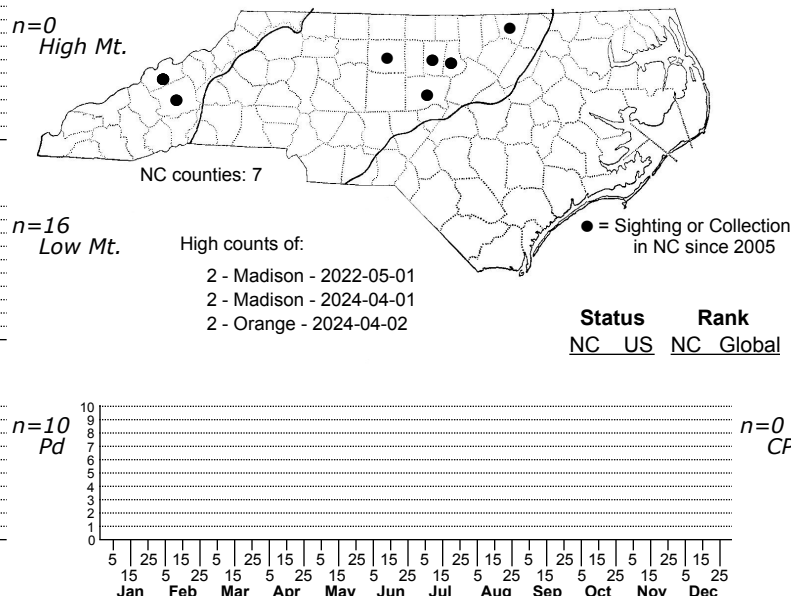 n=0
High Mt.
NC counties: 7
n=16
Low Mt.
High counts of:
2 - Madison - 2022-05-01
2 - Madison - 2024-04-01
2 - Orange - 2024-04-02
= Sighting or Collection
in NC since 2005
Status Rank
NC US NC Global
n=10
Pd
n=0
CP
10
9
8
7
6
5
4
3
2
1
0
5 25 15 5 25 15 5 25 15 5 25 15 5 25 15 5 25 15
15 5 25 15 5 25 15 5 25 15 5 25 15 5 25 15 5 25
Jan Feb Mar Apr May Jun Jul Aug Sep Oct Nov Dec